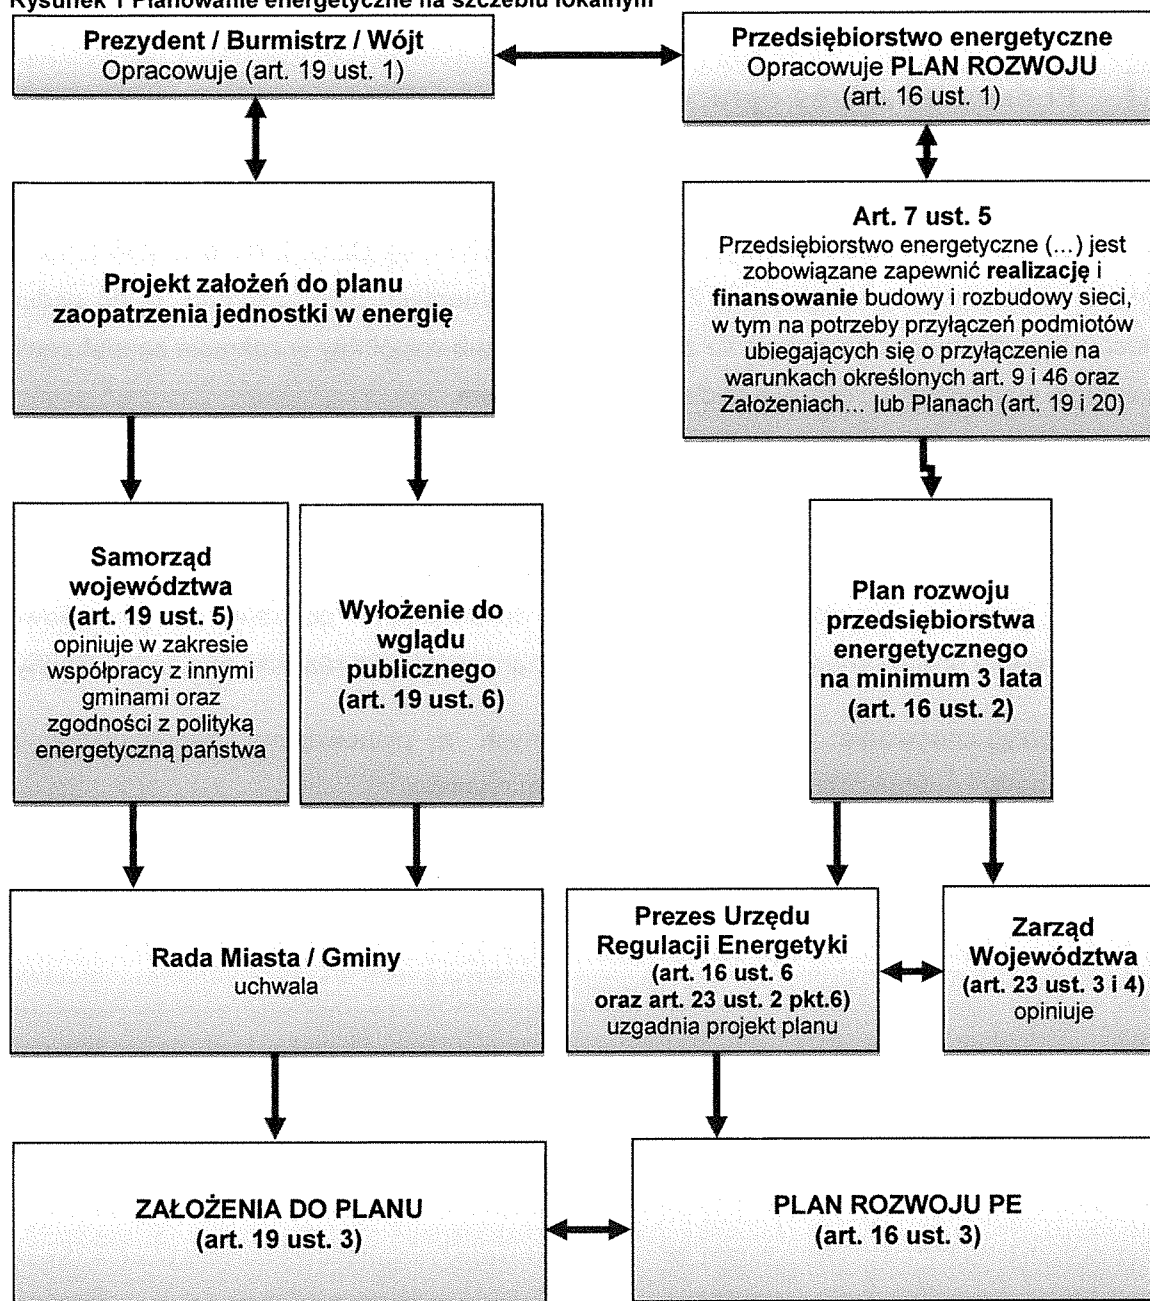 Rysunek 1 Planowanie energetyczne na szczeblu lokalnym
Prezydent / Burmistrz / Wójt
Opracowuje (art. 19 ust. 1)
Przedsiębiorstwo energetyczne
Opracowuje PLAN ROZWOJU
(art. 16 ust. 1)
Projekt założeń do planu
zaopatrzenia jednostki w energię
Art. 7 ust. 5
Przedsiębiorstwo energetyczne (...) jest
zobowiązane zapewnić realizację i
finansowanie budowy i rozbudowy sieci,
w tym na potrzeby przyłączeń podmiotów
ubiegających się o przyłączenie na
warunkach określonych art. 9 i 46 oraz
Założeniach... lub Planach (art. 19 i 20)
Samorząd
województwa
(art. 19 ust. 5)
opiniuje w zakresie
współpracy z innymi
gminami oraz
zgodności z polityką
energetyczną państwa
Wyłożenie do
wglądu
publicznego
(art. 19 ust. 6)
Plan rozwoju
przedsiębiorstwa
energetycznego
na minimum 3 lata
(art. 16 ust. 2)
Rada Miasta / Gminy
uchwala
Prezes Urzędu
Regulacji Energetyki
(art. 16 ust. 6
oraz art. 23 ust. 2 pkt.6)
uzgadnia projekt planu
Zarząd
Województwa
(art. 23 ust. 3 i 4)
opiniuje
ZAŁOŻENIA DO PLANU
(art. 19 ust. 3)
PLAN ROZWOJU PE
(art. 16 ust. 3)